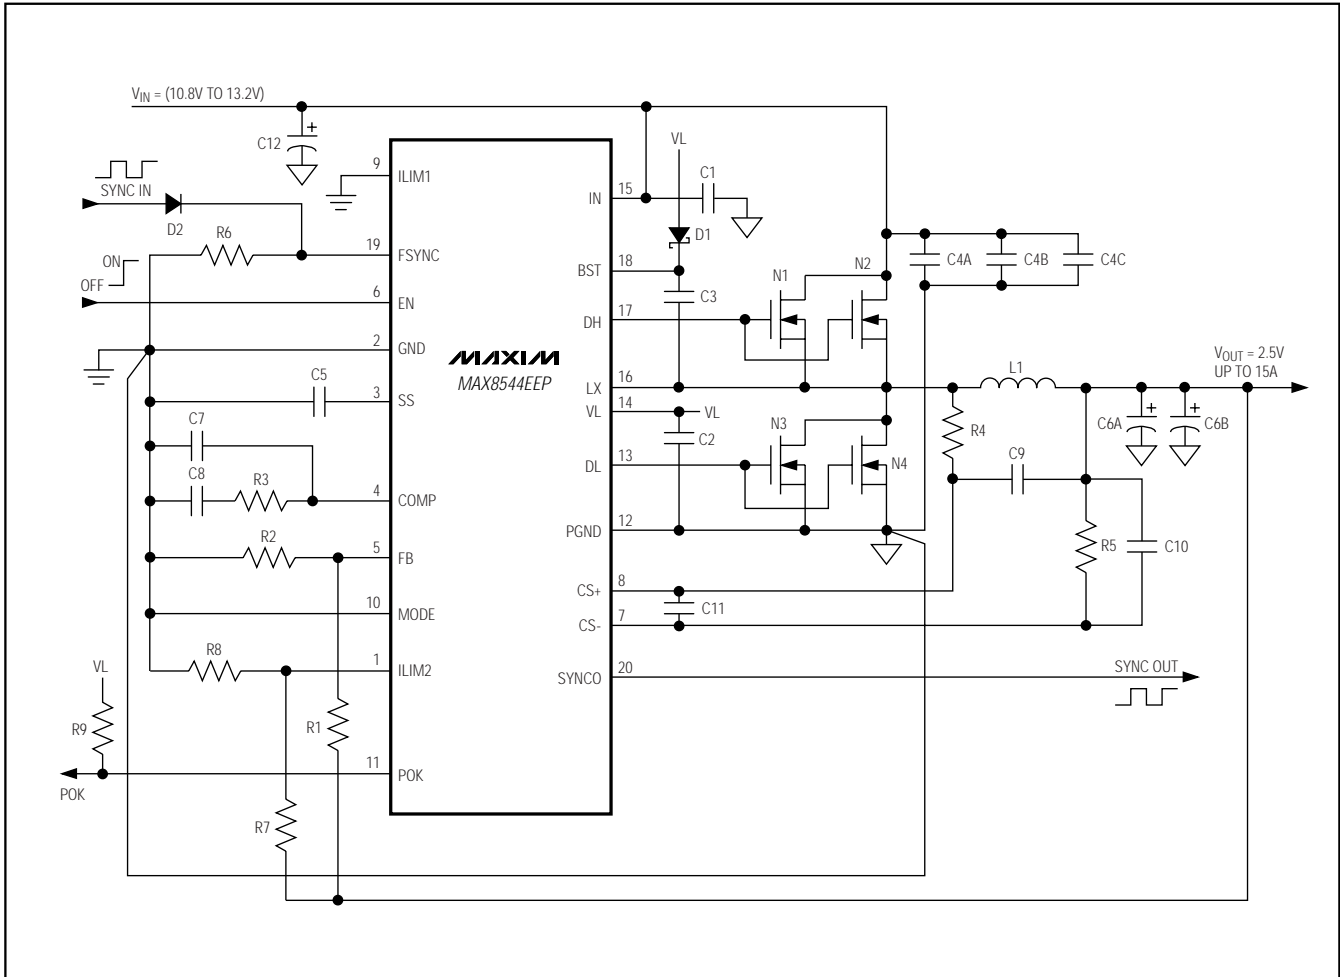 V_IN = (10.8V TO 13.2V)
C12
SYNC IN
D2
R6
ON
OFF
9
ILIM1
19
FSYNC
6
EN
2
GND
C5
3
SS
C7
C8
R3
4
COMP
R2
5
FB
10
MODE
R8
1
ILIM2
VL
R9
R1
11
POK
POK
R7
MAXIM
MAX8544EEP
VL
C1
15
IN
D1
18
BST
C3
17
DH
N1
N2
C4A
C4B
C4C
16
LX
14
VL
VL
C2
13
DL
N3
N4
12
PGND
L1
V_OUT = 2.5V
UP TO 15A
R4
C9
C6A
C6B
R5
C10
8
CS+
C11
7
CS-
20
SYNCO
SYNC OUT